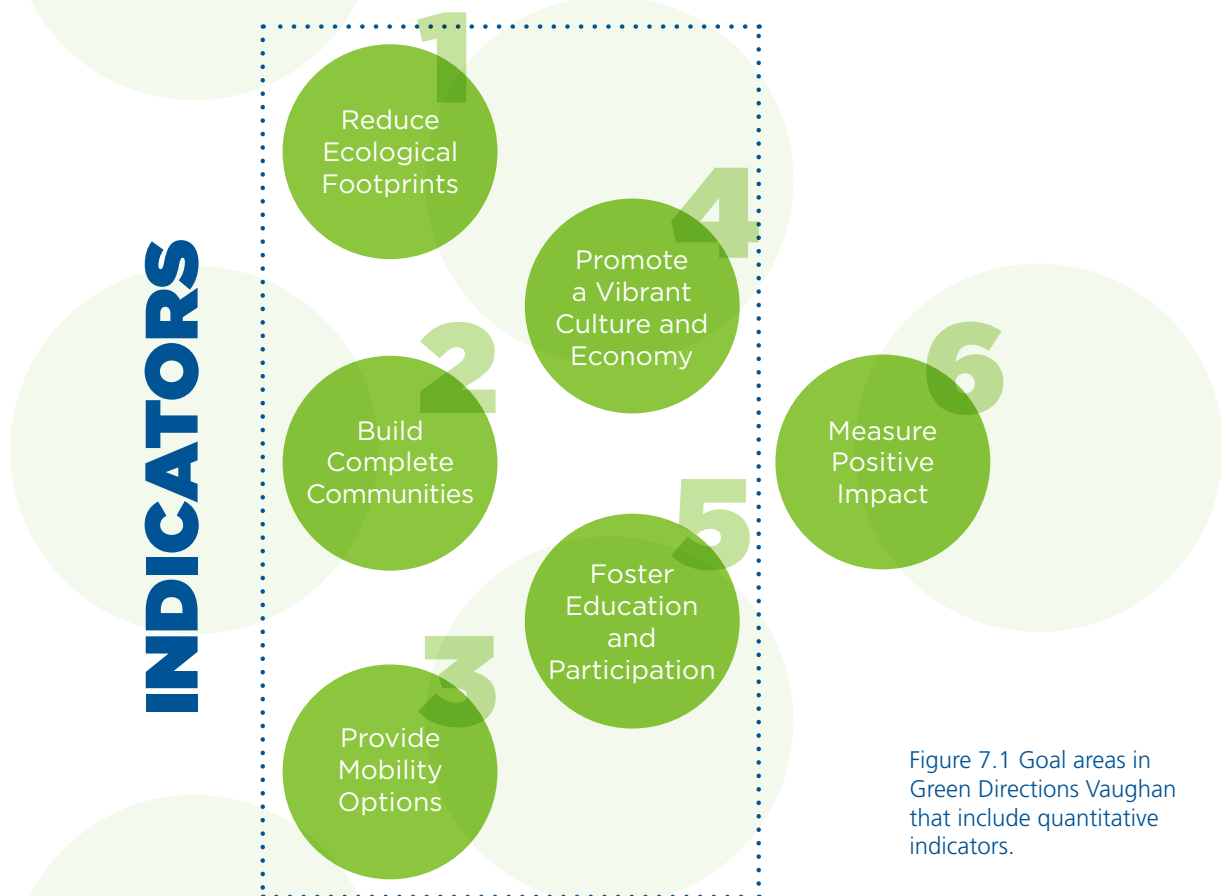 INDICATORS
1
Reduce
Ecological
Footprints
2
Build
Complete
Communities
3
Provide
Mobility
Options
4
Promote
a Vibrant
Culture and
Economy
5
Foster
Education
and
Participation
6
Measure
Positive
Impact
Figure 7.1 Goal areas in
Green Directions Vaughan
that include quantitative
indicators.